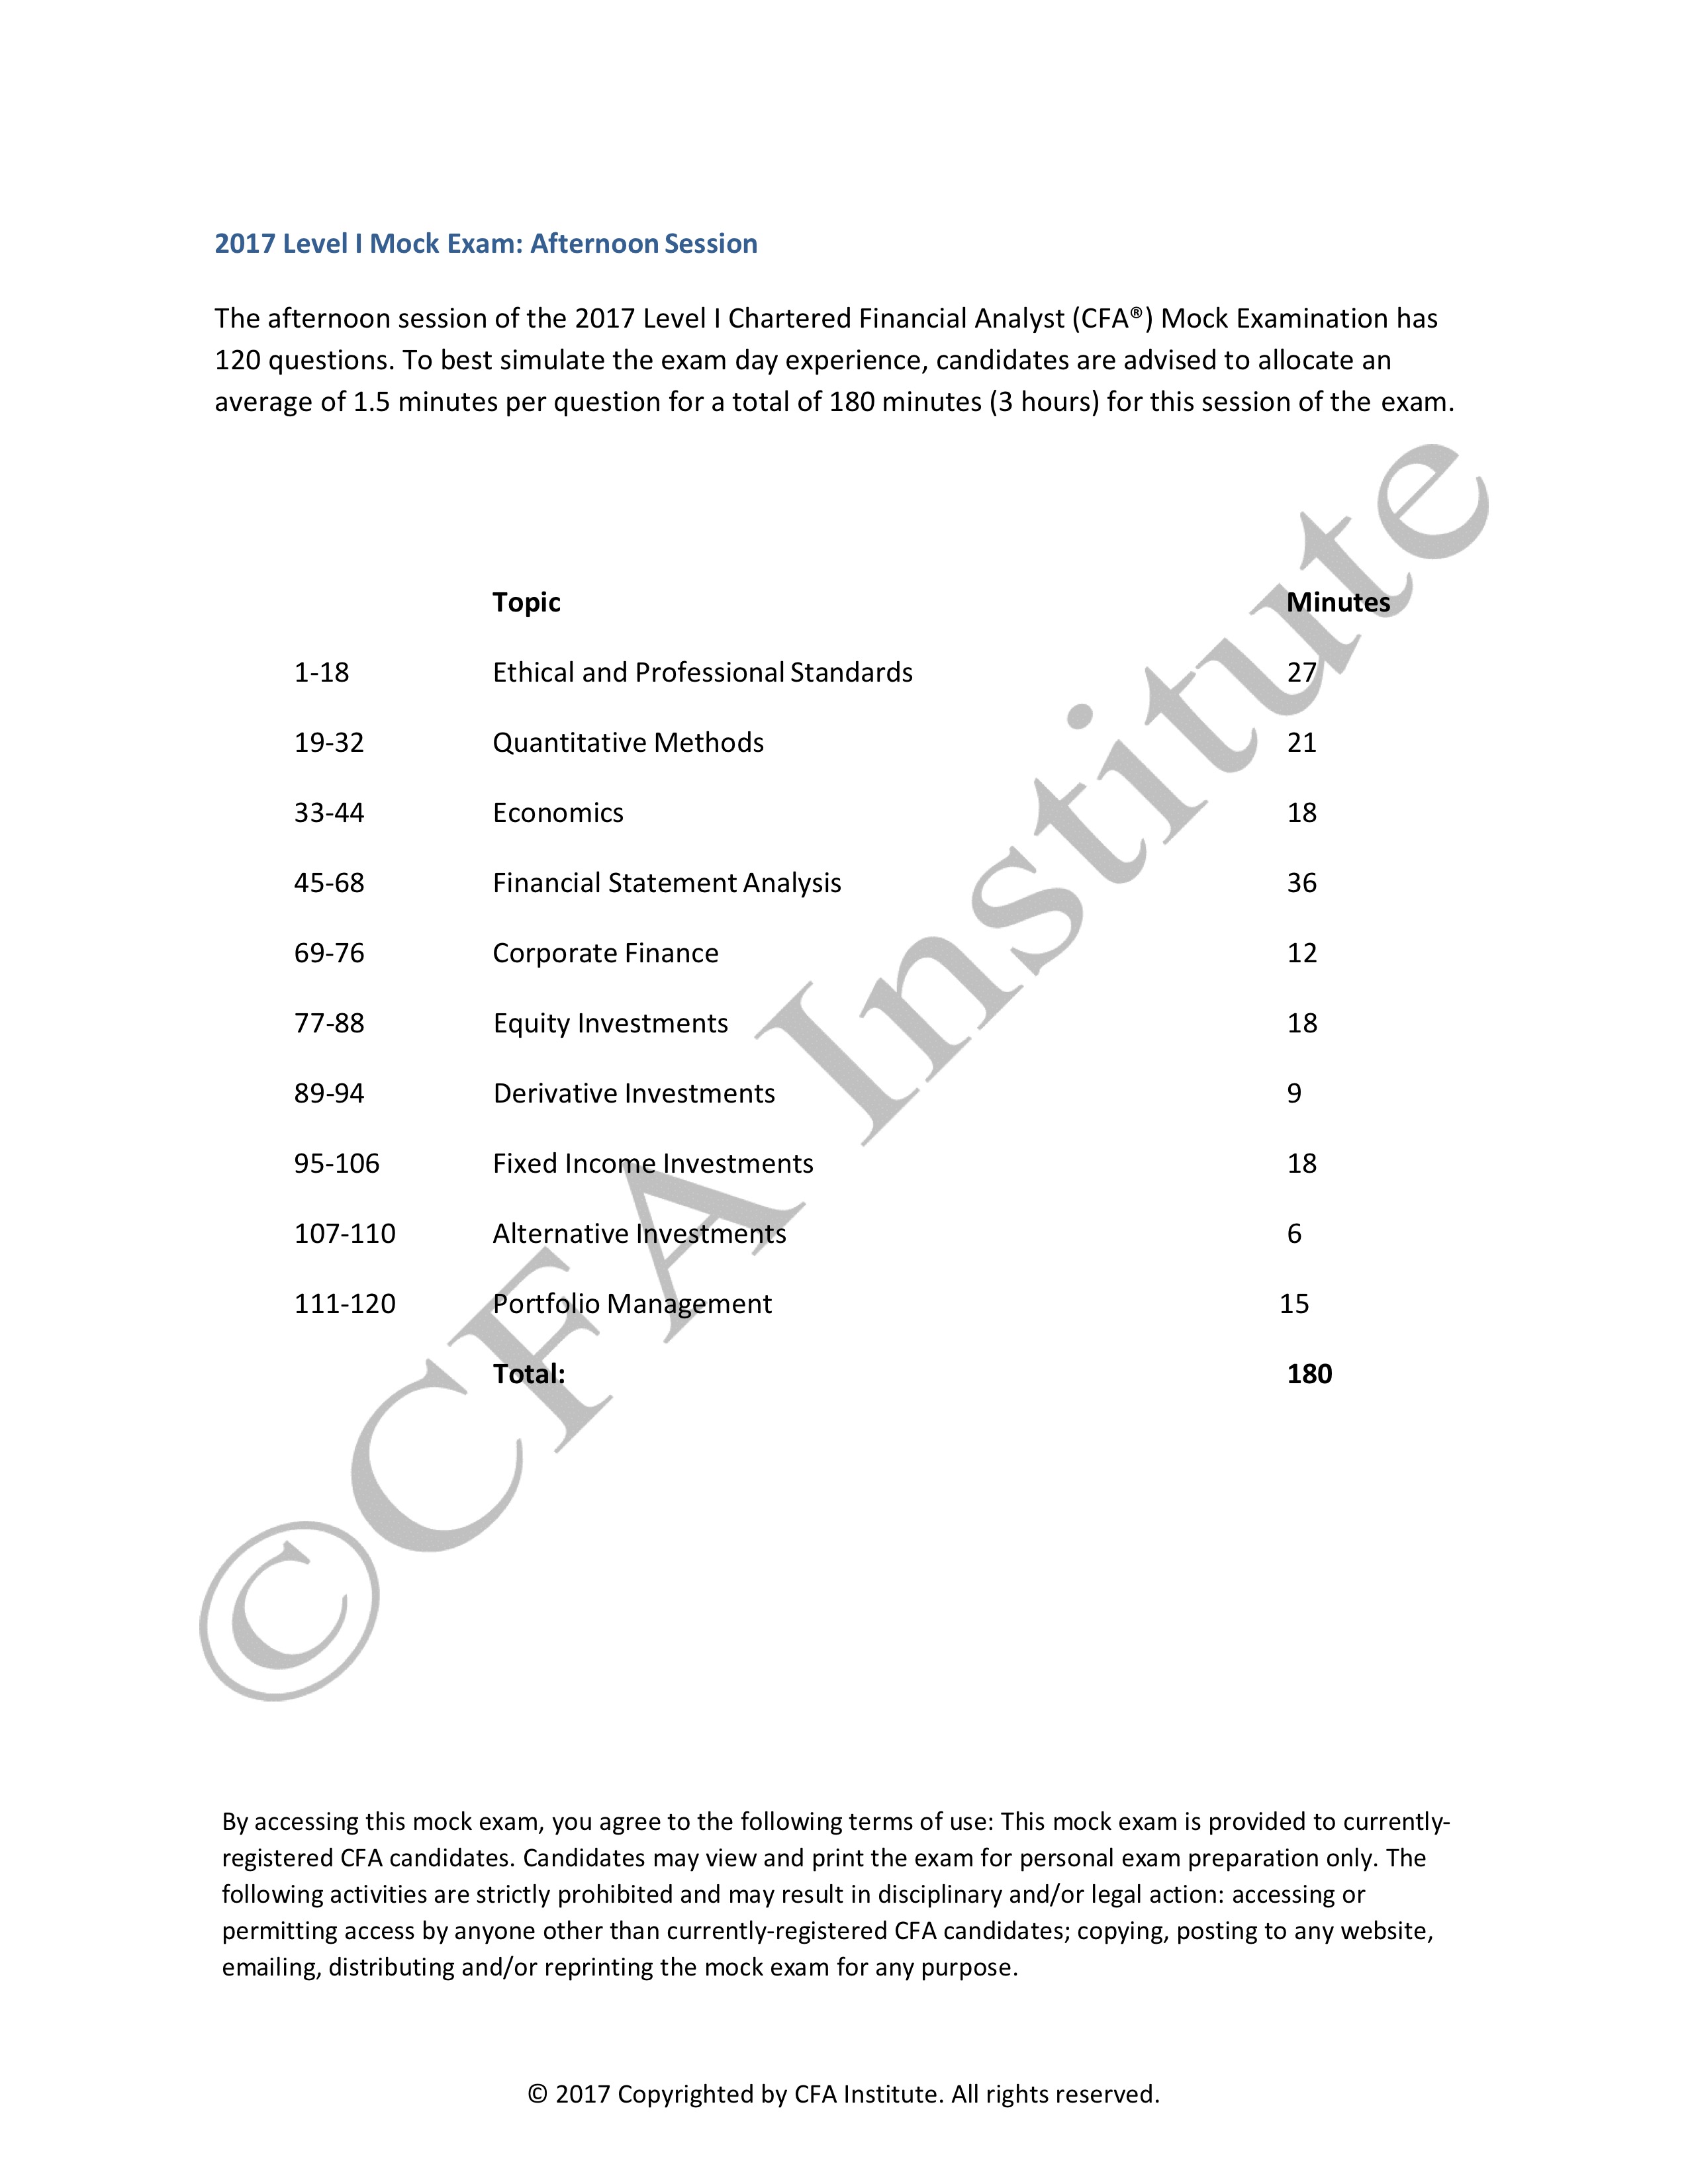 2017 Level I Mock Exam: Afternoon Session
The afternoon session of the 2017 Level I Chartered Financial Analyst (CFA®) Mock Examination has
120 questions. To best simulate the exam day experience, candidates are advised to allocate an
average of 1.5 minutes per question for a total of 180 minutes (3 hours) for this session of the exam.
Topic Minutes
1-18 Ethical and Professional Standards 27
19-32 Quantitative Methods 21
33-44 Economics 18
45-68 Financial Statement Analysis 36
69-76 Corporate Finance 12
77-88 Equity Investments 18
89-94 Derivative Investments 9
95-106 Fixed Income Investments 18
107-110 Alternative Investments 6
111-120 Portfolio Management 15
Total: 180
©CFA Institute
By accessing this mock exam, you agree to the following terms of use: This mock exam is provided to currently-
registered CFA candidates. Candidates may view and print the exam for personal exam preparation only. The
following activities are strictly prohibited and may result in disciplinary and/or legal action: accessing or
permitting access by anyone other than currently-registered CFA candidates; copying, posting to any website,
emailing, distributing and/or reprinting the mock exam for any purpose.
© 2017 Copyrighted by CFA Institute. All rights reserved.